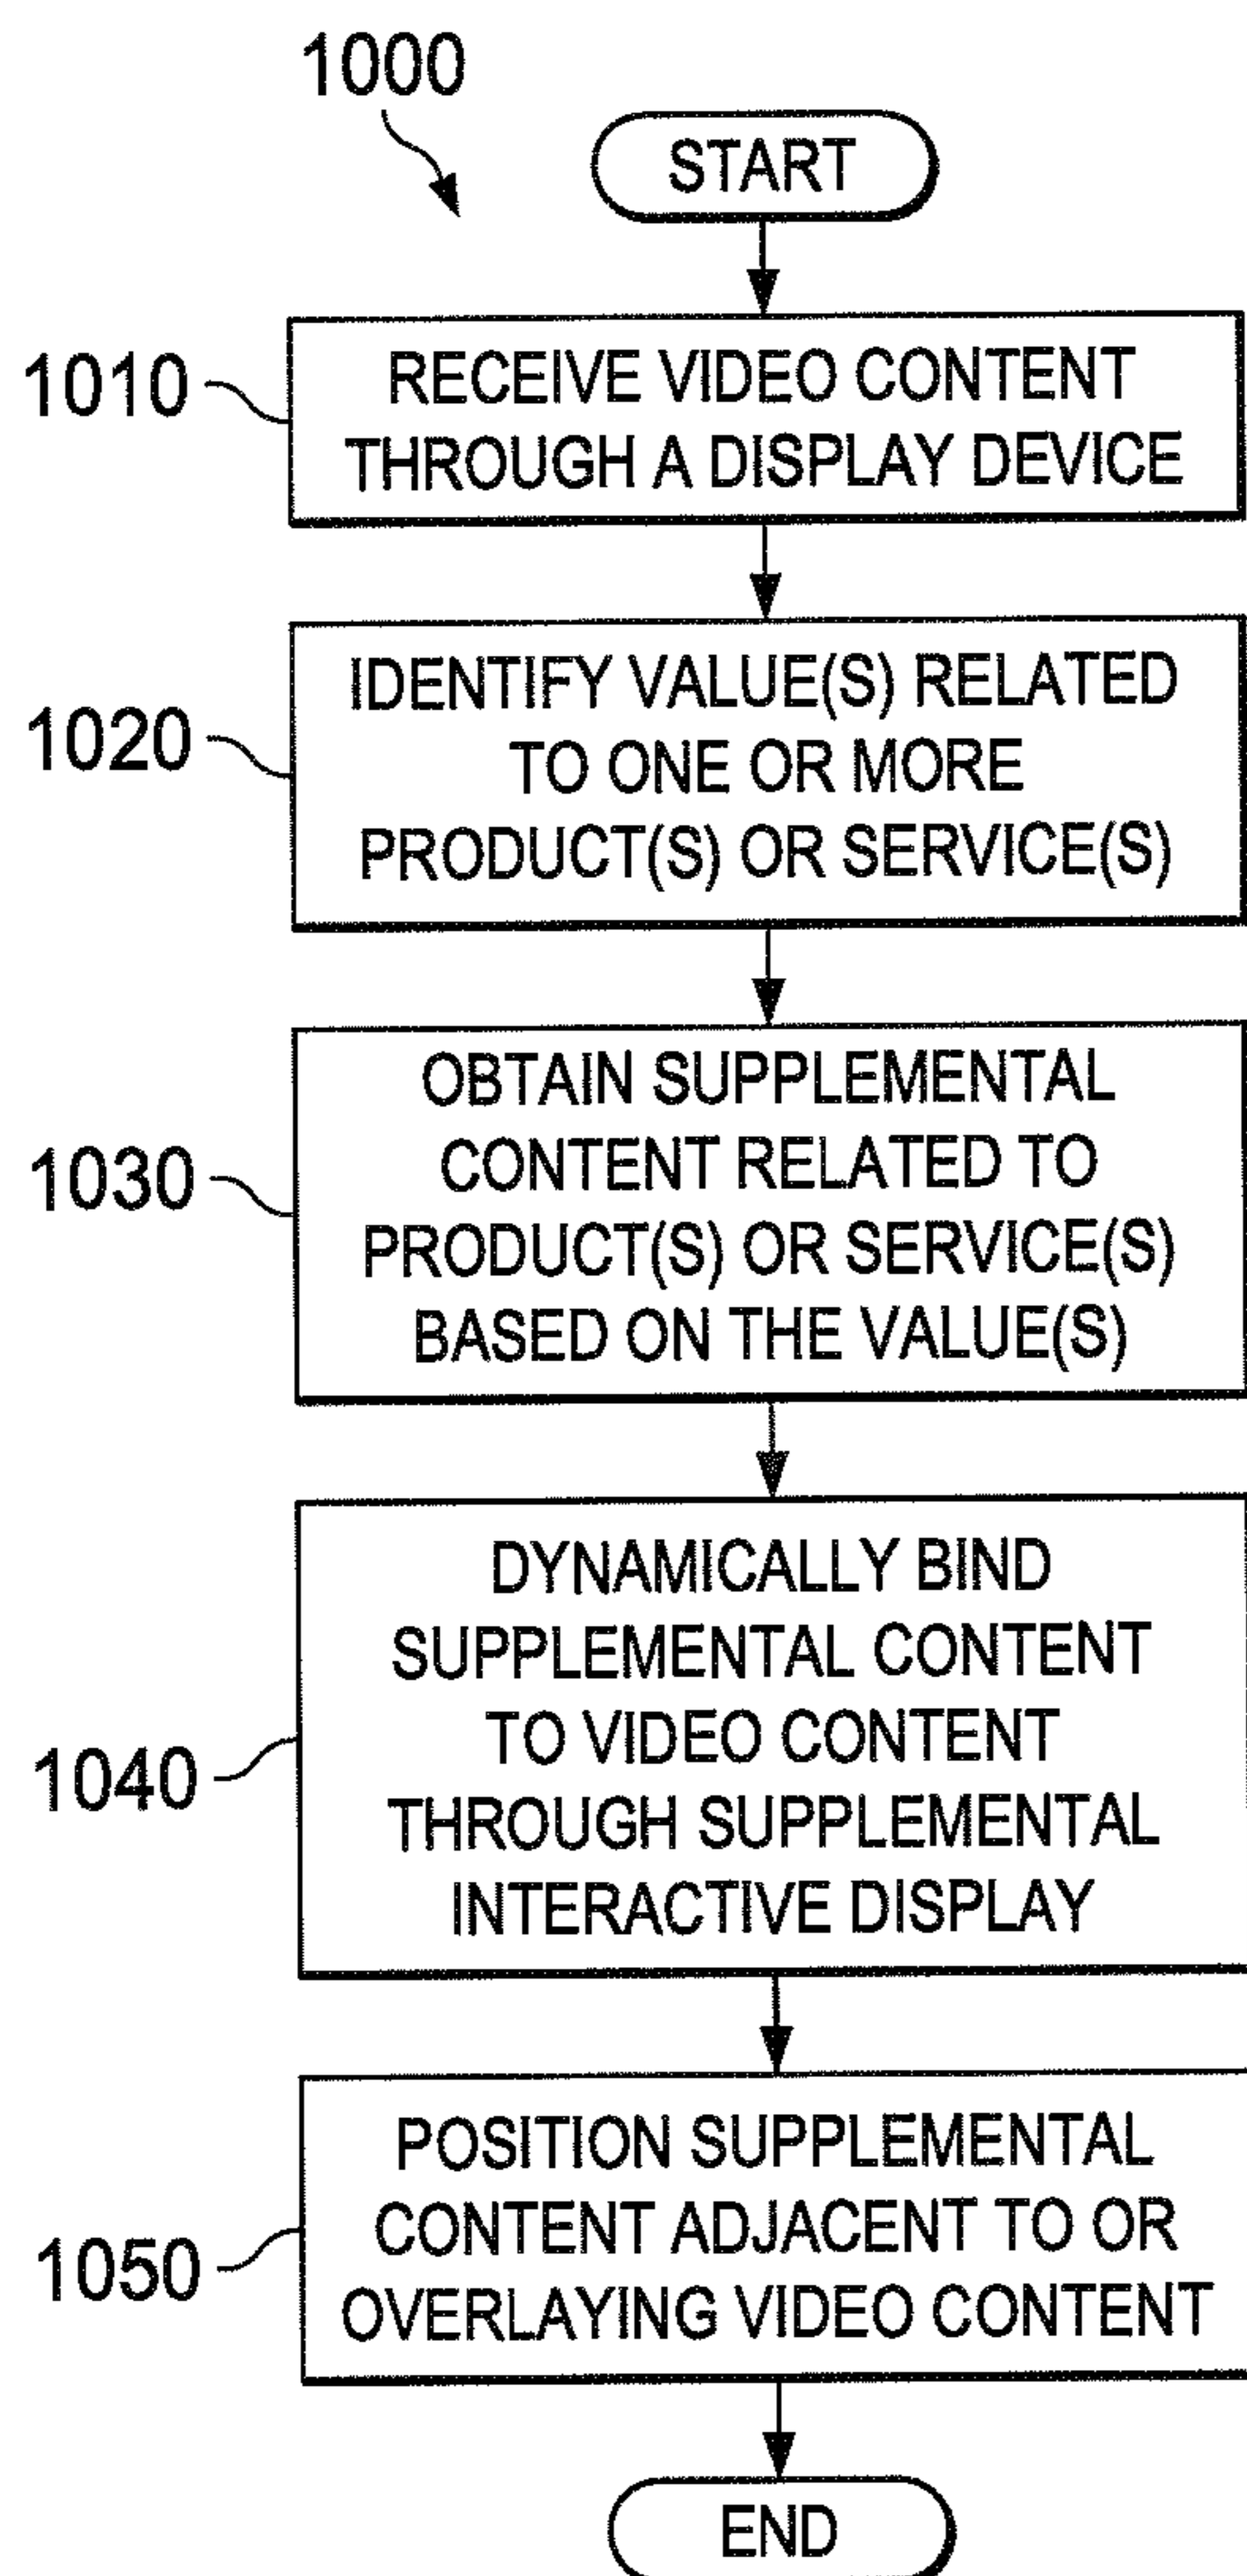 1000
START
1010
RECEIVE VIDEO CONTENT
THROUGH A DISPLAY DEVICE
1020
IDENTIFY VALUE(S) RELATED
TO ONE OR MORE
PRODUCT(S) OR SERVICE(S)
1030
OBTAIN SUPPLEMENTAL
CONTENT RELATED TO
PRODUCT(S) OR SERVICE(S)
BASED ON THE VALUE(S)
1040
DYNAMICALLY BIND
SUPPLEMENTAL CONTENT
TO VIDEO CONTENT
THROUGH SUPPLEMENTAL
INTERACTIVE DISPLAY
1050
POSITION SUPPLEMENTAL
CONTENT ADJACENT TO OR
OVERLAYING VIDEO CONTENT
END